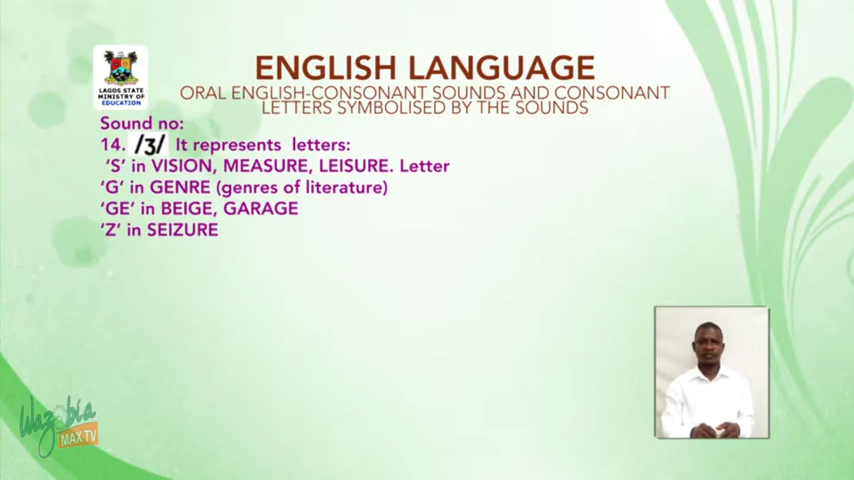 LAGOS STATE
MINISTRY OF
EDUCATION
ENGLISH LANGUAGE
ORAL ENGLISH-CONSONANT SOUNDS AND CONSONANT
LETTERS SYMBOLISED BY THE SOUNDS
Sound no:
14. /ʒ/ It represents letters:
‘S’ in VISION, MEASURE, LEISURE. Letter
‘G’ in GENRE (genres of literature)
‘GE’ in BEIGE, GARAGE
‘Z’ in SEIZURE
Wazobia
MAX TV